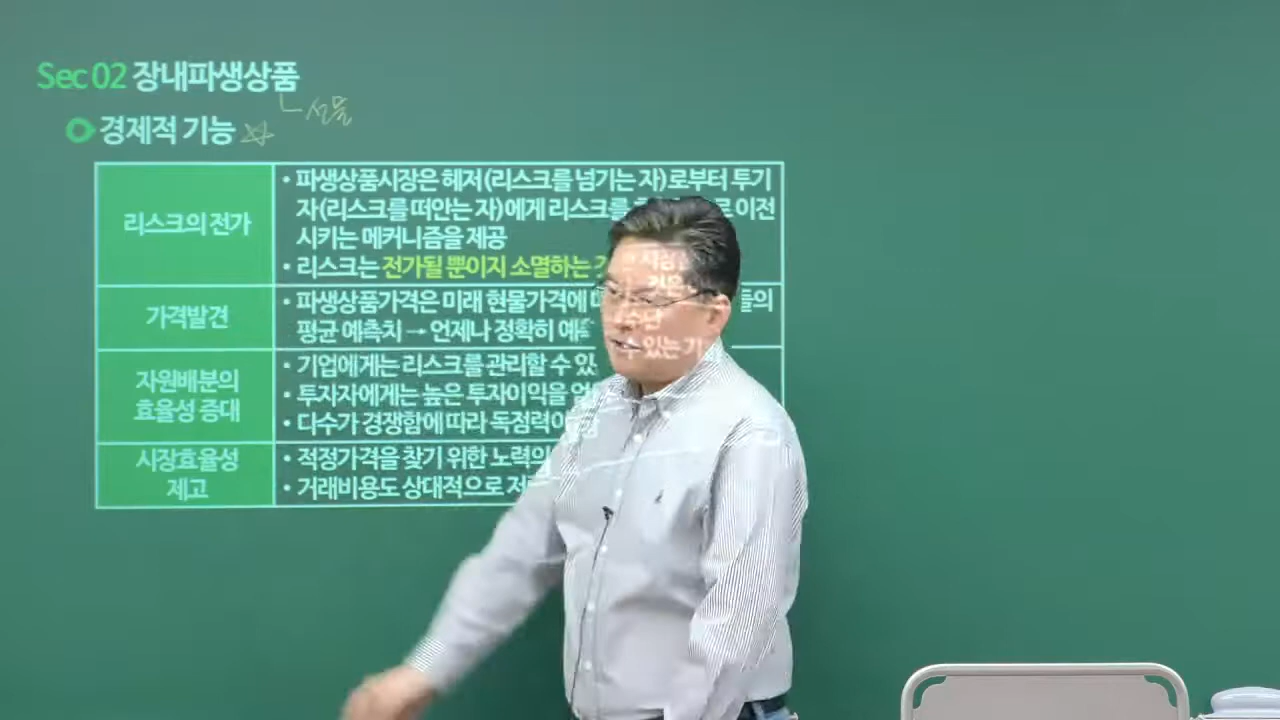 Sec 02 장내파생상품
선물
경제적 기능
리스크의 전가
• 파생상품시장은 헤저(리스크를 넘기는 자)로부터 투기
자(리스크를 떠안는 자)에게 리스크를 로 이전
시키는 메커니즘을 제공
• 리스크는 전가될 뿐이지 소멸하는
가격발견
• 파생상품가격은 미래 현물가격에 들의
평균 예측치 → 언제나 정확히
자원배분의
효율성 증대
• 기업에게는 리스크를 관리할 수 있
• 투자자에게는 높은 투자이익을
• 다수가 경쟁함에 따라 독점력이
수 있는
시장효율성
제고
• 적정가격을 찾기 위한 노력의
• 거래비용도 상대적으로